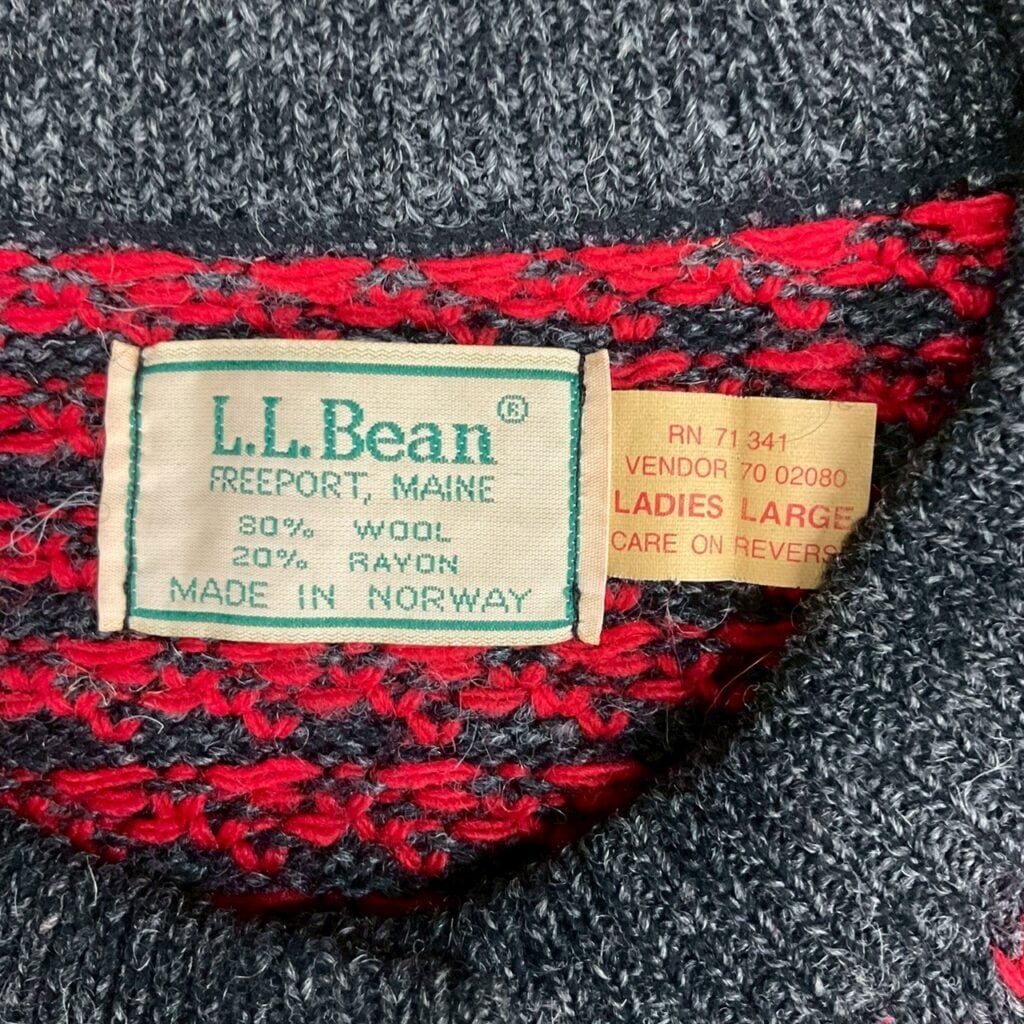 L.L.Bean®
FREEPORT, MAINE
80% WOOL
20% RAYON
MADE IN NORWAY
RN 71 341
VENDOR 70 02080
LADIES LARGE
CARE ON REVERS